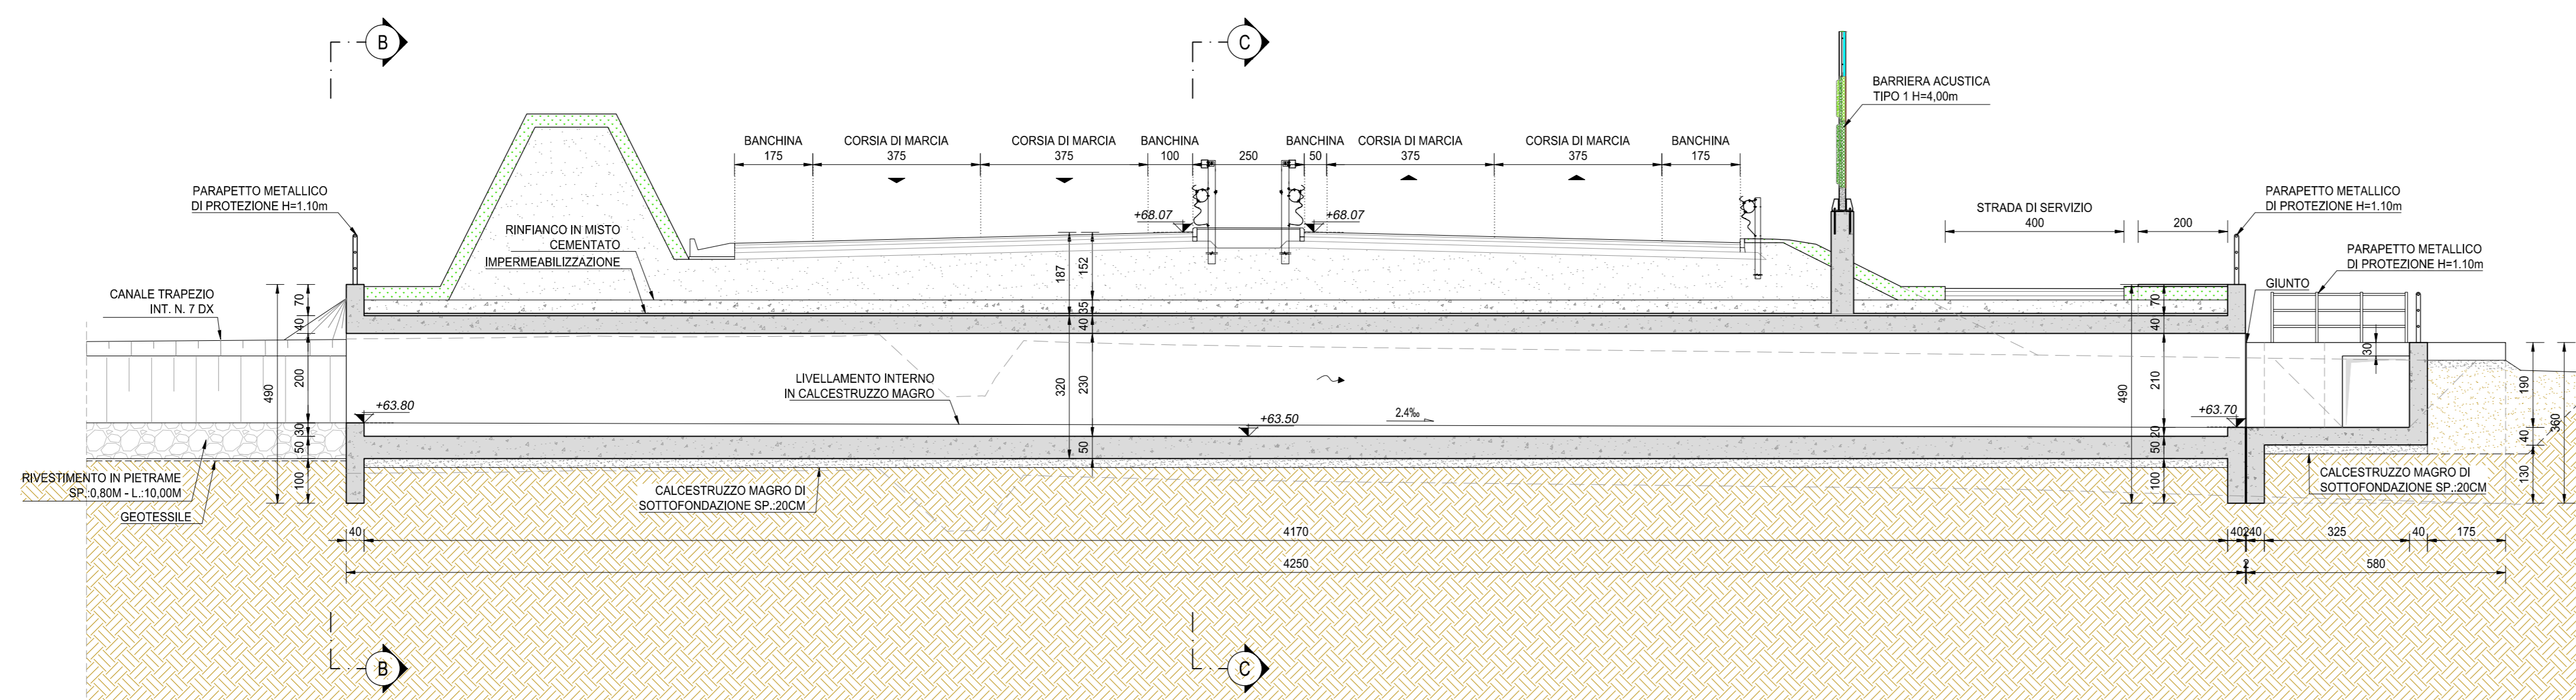 B
C
BARRIERA ACUSTICA
TIPO 1 H=4,00m
BANCHINA
175
CORSIA DI MARCIA
375
CORSIA DI MARCIA
375
BANCHINA
100
250
BANCHINA
50
CORSIA DI MARCIA
375
CORSIA DI MARCIA
375
BANCHINA
175
PARAPETTO METALLICO
DI PROTEZIONE H=1.10m
+68.07
+68.07
STRADA DI SERVIZIO
400
200
PARAPETTO METALLICO
DI PROTEZIONE H=1.10m
RINFIANCO IN MISTO
CEMENTATO
IMPERMEABILIZZAZIONE
PARAPETTO METALLICO
DI PROTEZIONE H=1.10m
GIUNTO
CANALE TRAPEZIO
INT. N. 7 DX
490
70
40
200
30
50
100
187
320
152
35
40
230
50
490
70
40
210
20
50
100
30
190
40
130
360
LIVELLAMENTO INTERNO
IN CALCESTRUZZO MAGRO
+63.80
+63.50
2.4‰
+63.70
RIVESTIMENTO IN PIETRAME
SP.:0,80M - L.:10,00M
GEOTESSILE
CALCESTRUZZO MAGRO DI
SOTTOFONDAZIONE SP.:20CM
CALCESTRUZZO MAGRO DI
SOTTOFONDAZIONE SP.:20CM
40
4170
40
2
40
325
40
175
4250
2
580
B
C